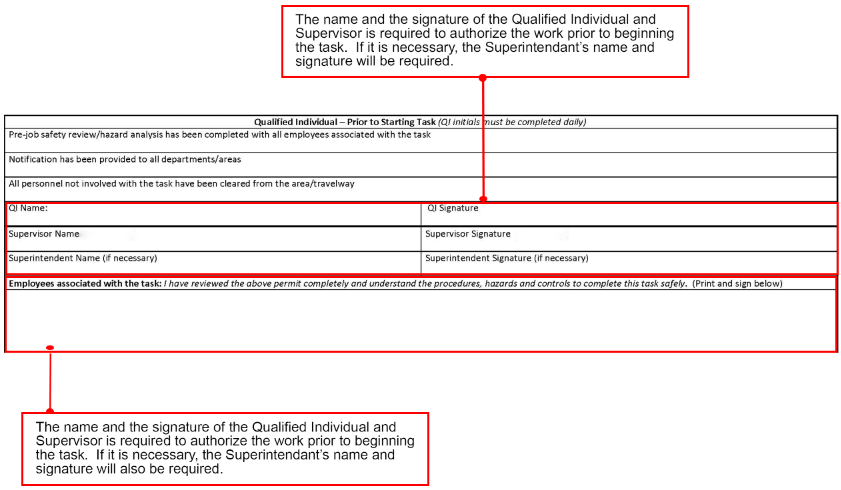 The name and the signature of the Qualified Individual and
Supervisor is required to authorize the work prior to beginning
the task.  If it is necessary, the Superintendant's name and
signature will be required.
Qualified Individual – Prior to Starting Task (QI initials must be completed daily)
Pre-job safety review/hazard analysis has been completed with all employees associated with the task
Notification has been provided to all departments/areas
All personnel not involved with the task have been cleared from the area/travelway
QI Name: QI Signature
Supervisor Name Supervisor Signature
Superintendent Name (if necessary) Superintendent Signature (if necessary)
Employees associated with the task: I have reviewed the above permit completely and understand the procedures, hazards and controls to complete this task safely.  (Print and sign below)
The name and the signature of the Qualified Individual and
Supervisor is required to authorize the work prior to beginning
the task.  If it is necessary, the Superintendant's name and
signature will also be required.